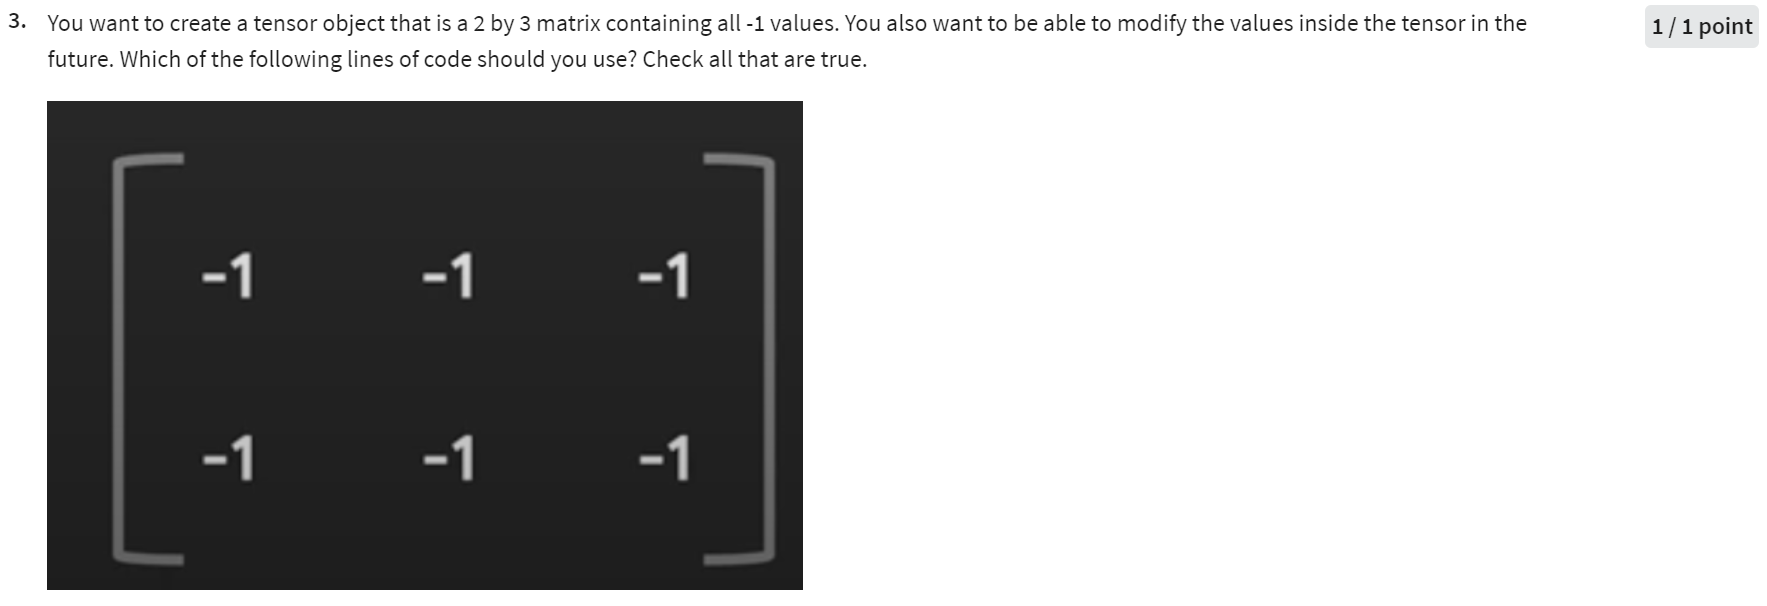 3. You want to create a tensor object that is a 2 by 3 matrix containing all -1 values. You also want to be able to modify the values inside the tensor in the
future. Which of the following lines of code should you use? Check all that are true.
1 / 1 point
-1 -1 -1
-1 -1 -1